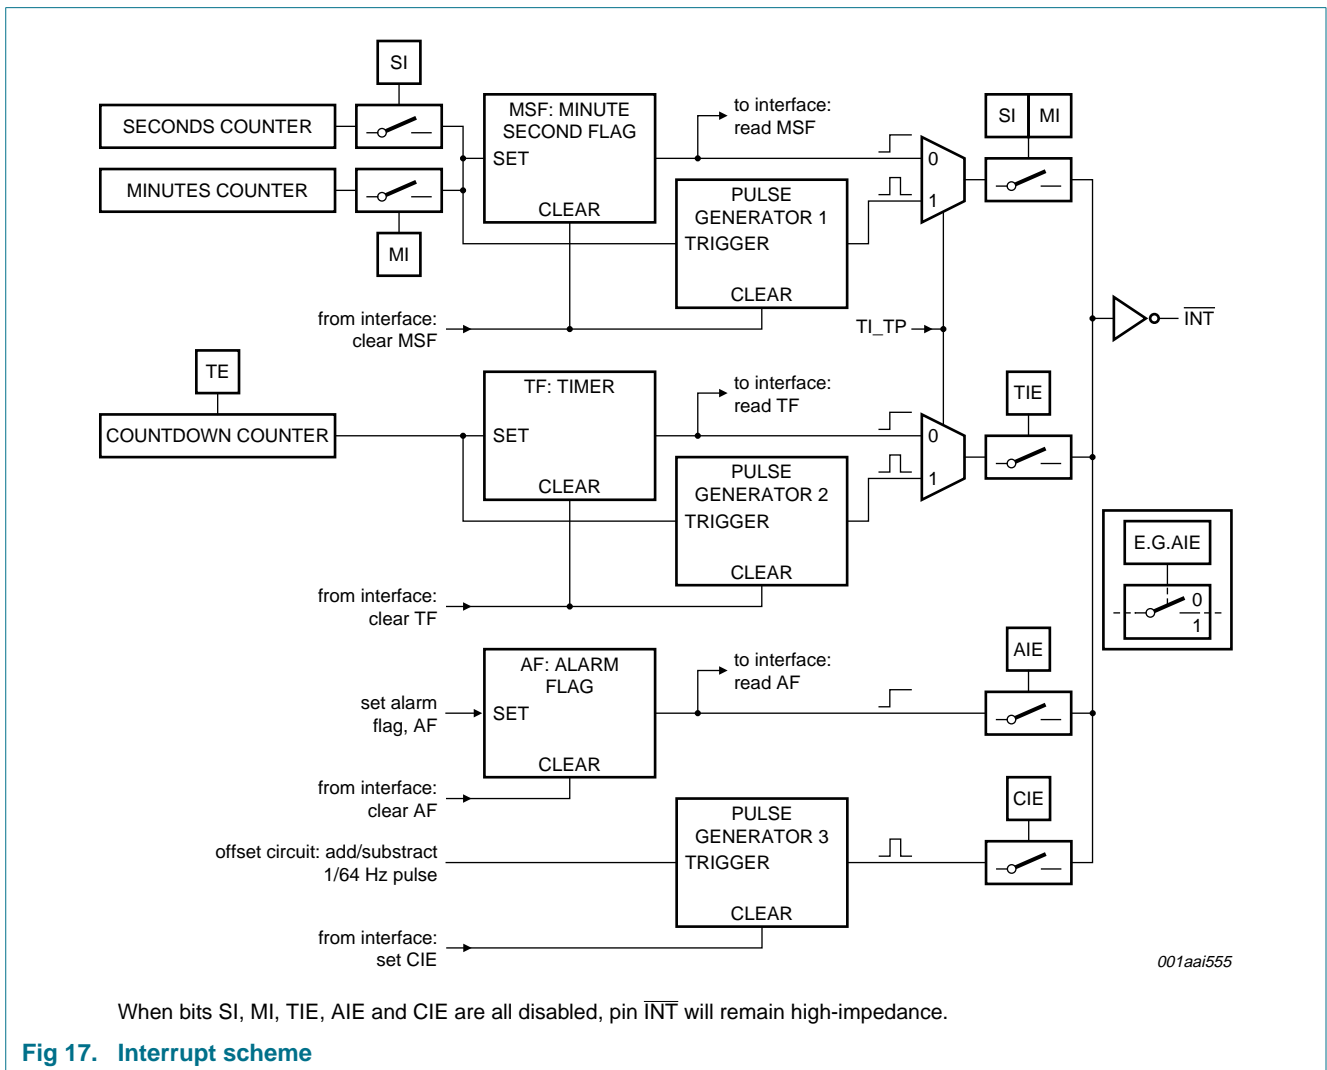 SI
SECONDS COUNTER
MINUTES COUNTER
MI
MSF: MINUTE
SECOND FLAG
SET
CLEAR
to interface:
read MSF
PULSE
GENERATOR 1
TRIGGER
CLEAR
from interface:
clear MSF
0
1
TI_TP
SI MI
INT
TE
COUNTDOWN COUNTER
TF: TIMER
SET
CLEAR
to interface:
read TF
PULSE
GENERATOR 2
TRIGGER
CLEAR
from interface:
clear TF
0
1
TIE
E.G.AIE
0
1
AF: ALARM
FLAG
SET
CLEAR
set alarm
flag, AF
to interface:
read AF
AIE
from interface:
clear AF
PULSE
GENERATOR 3
TRIGGER
CLEAR
offset circuit: add/substract
1/64 Hz pulse
CIE
from interface:
set CIE
001aai555
When bits SI, MI, TIE, AIE and CIE are all disabled, pin INT will remain high-impedance.
Fig 17. Interrupt scheme